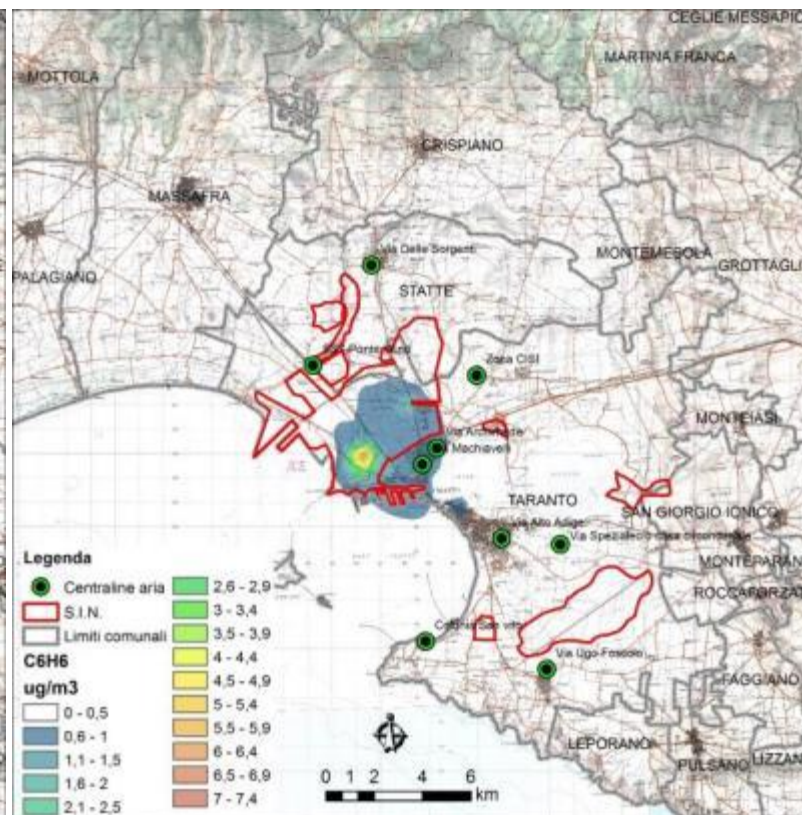 CEGLIE MESSAPIC
MARTINA FRANCA
MOTTOLA
CRISPIANO
MASSAFRA
MONTEMESOLA
GROTTAGLI
PALAGIANO
Via Delle Sorgenti
STATTE
Zona CISI
MONTEIASI
Via Machiavelli
TARANTO
SAN GIORGIO IONICO
Via Alto Adige
MONTEPARAN
ROCCAFORZA
Colonia San Vito
Via Ugo Foscolo
FAGGIANO
LEPORANO
PULSANO
LIZZAN
Legenda
Centraline aria
S.I.N.
Limiti comunali
C6H6
ug/m3
0 - 0,5
0,6 - 1
1,1 - 1,5
1,6 - 2
2,1 - 2,5
2,6 - 2,9
3 - 3,4
3,5 - 3,9
4 - 4,4
4,5 - 4,9
5 - 5,4
5,5 - 5,9
6 - 6,4
6,5 - 6,9
7 - 7,4
0 1 2 4 6
km